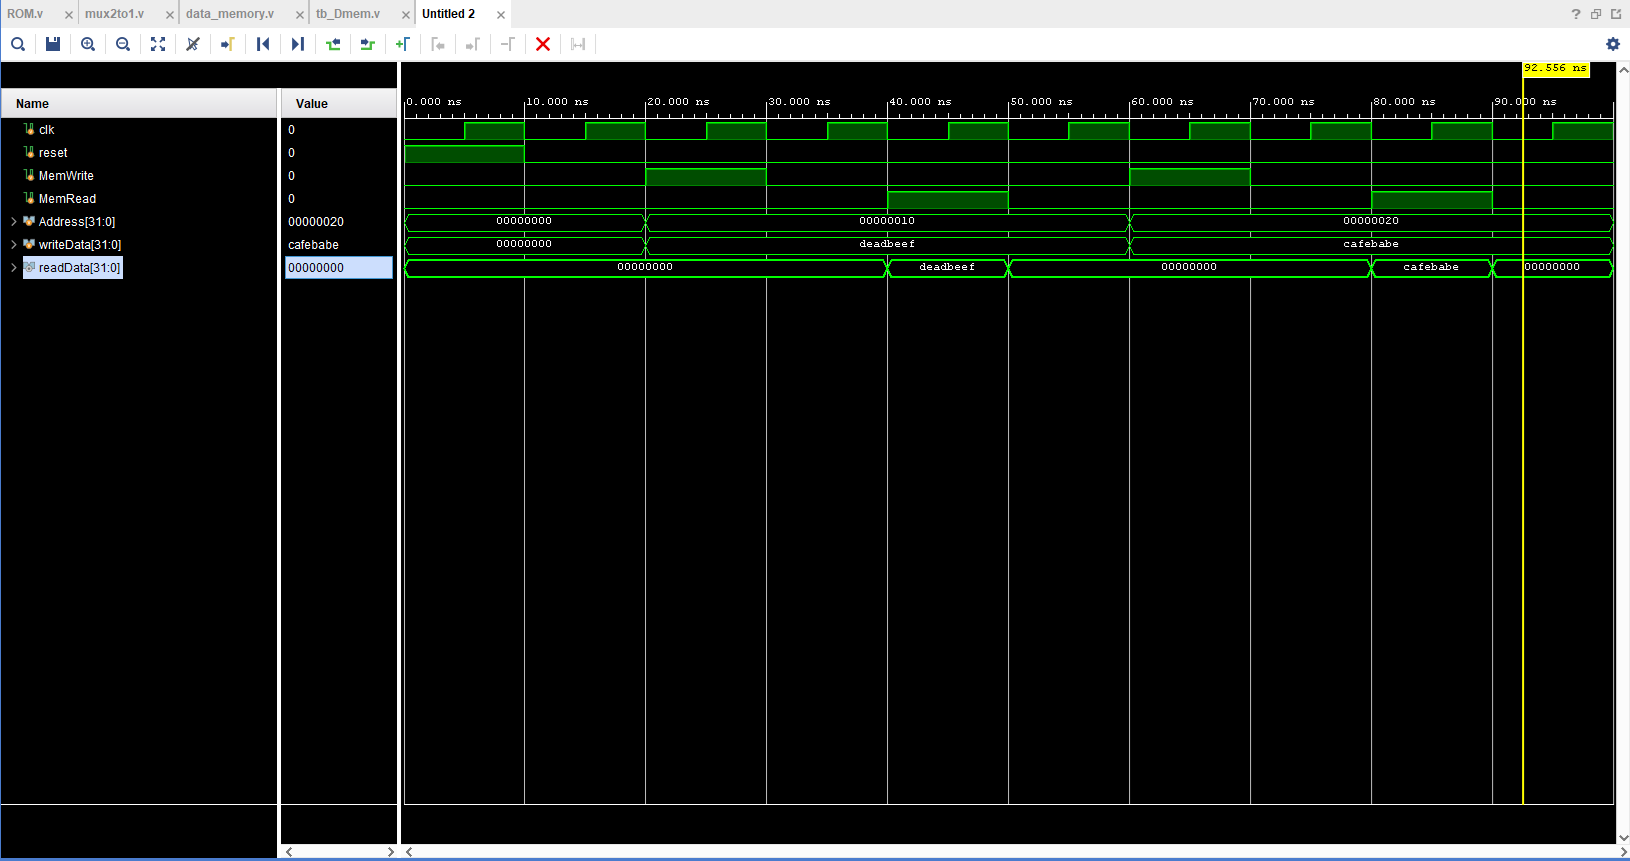 ROM.v mux2to1.v data_memory.v tb_Dmem.v Untitled 2
92.556 ns
Name Value
0.000 ns 10.000 ns 20.000 ns 30.000 ns 40.000 ns 50.000 ns 60.000 ns 70.000 ns 80.000 ns 90.000 ns
clk 0
reset 0
MemWrite 0
MemRead 0
Address[31:0] 00000020 00000000 00000010 00000020
writeData[31:0] cafebabe 00000000 deadbeef cafebabe
readData[31:0] 00000000 00000000 deadbeef 00000000 cafebabe 00000000